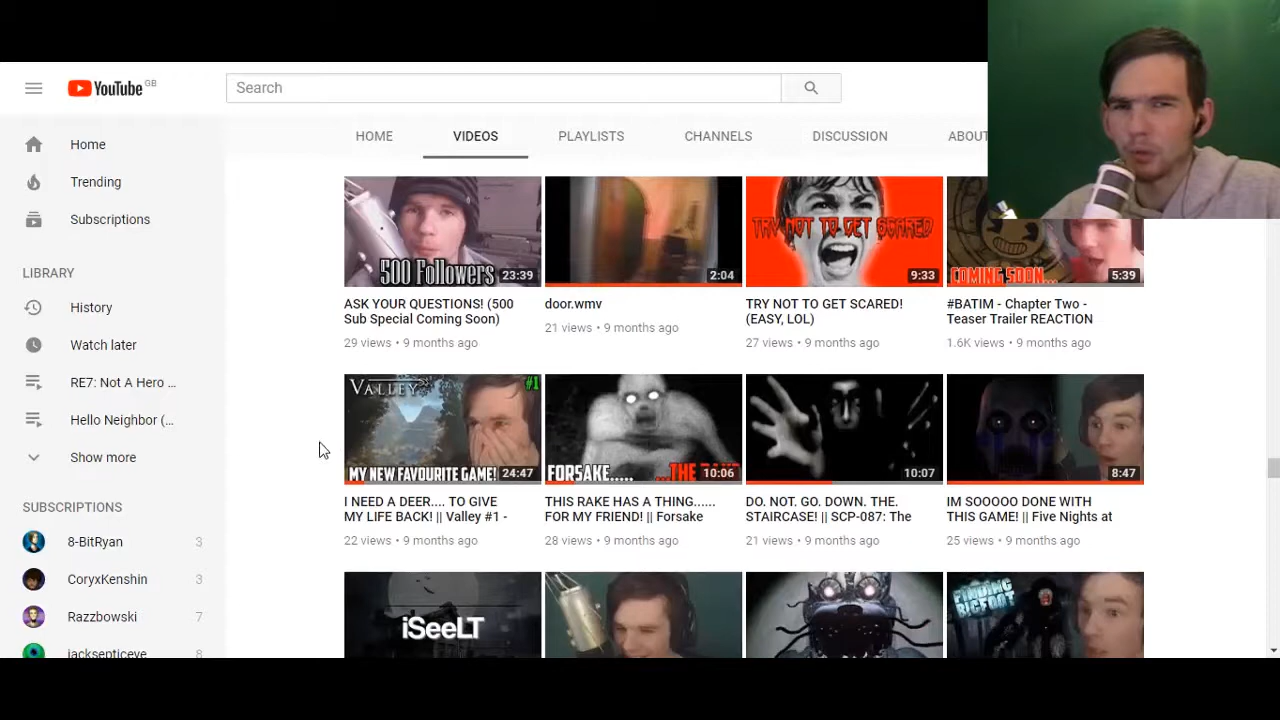 YouTube GB
Search
HOME
VIDEOS
PLAYLISTS
CHANNELS
DISCUSSION
ABOUT
Home
Trending
Subscriptions
LIBRARY
History
Watch later
RE7: Not A Hero ...
Hello Neighbor (...
Show more
SUBSCRIPTIONS
8-BitRyan 3
CoryxKenshin 3
Razzbowski 7
jacksepticeye 8
500 Followers 23:39
ASK YOUR QUESTIONS! (500
Sub Special Coming Soon)
29 views • 9 months ago
2:04
door.wmv
21 views • 9 months ago
TRY NOT TO GET SCARED
9:33
TRY NOT TO GET SCARED!
(EASY, LOL)
27 views • 9 months ago
COMING SOON... 5:39
#BATIM - Chapter Two -
Teaser Trailer REACTION
1.6K views • 9 months ago
VALLEY #1
MY NEW FAVOURITE GAME! 24:47
I NEED A DEER.... TO GIVE
MY LIFE BACK! || Valley #1 -
22 views • 9 months ago
FORSAKE..... ...THE 10:06
THIS RAKE HAS A THING......
FOR MY FRIEND! || Forsake
28 views • 9 months ago
10:07
DO. NOT. GO. DOWN. THE.
STAIRCASE! || SCP-087: The
21 views • 9 months ago
8:47
IM SOOOOO DONE WITH
THIS GAME! || Five Nights at
25 views • 9 months ago
iSeeLT
FINDING
BIGFOOT